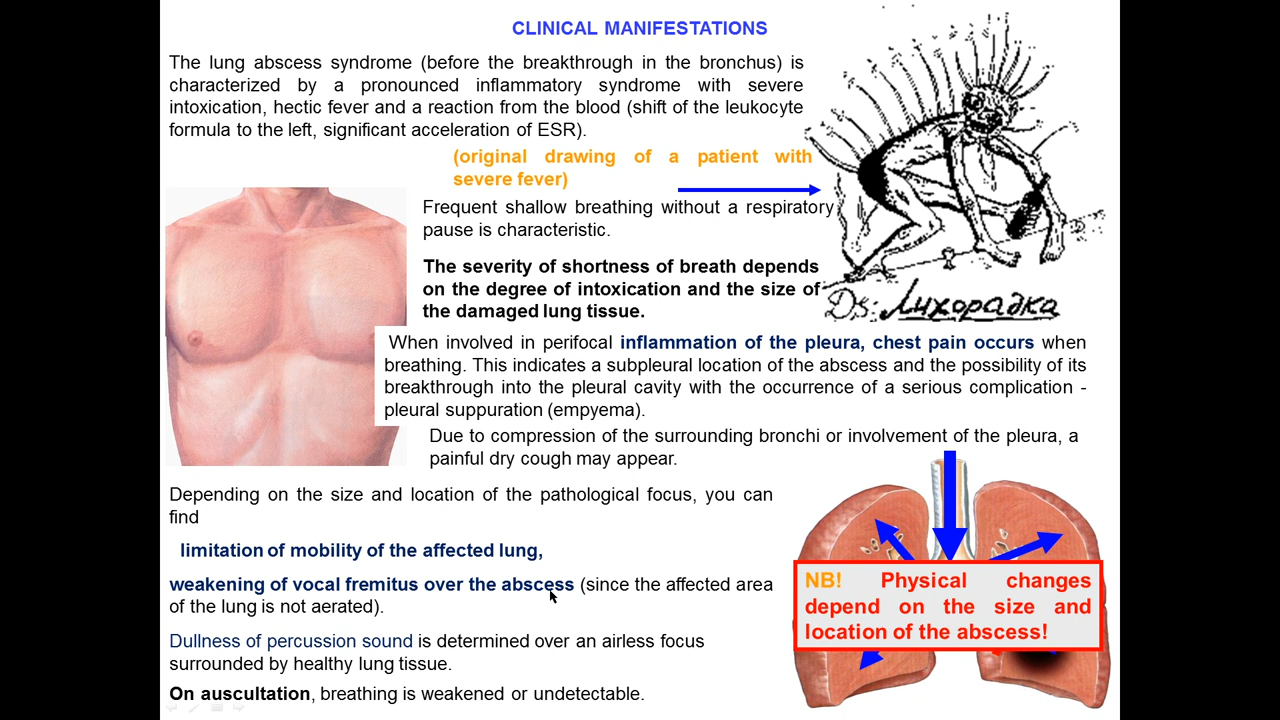 CLINICAL MANIFESTATIONS
The lung abscess syndrome (before the breakthrough in the bronchus) is
characterized by a pronounced inflammatory syndrome with severe
intoxication, hectic fever and a reaction from the blood (shift of the leukocyte
formula to the left, significant acceleration of ESR).
(original drawing of a patient with
severe fever)
Frequent shallow breathing without a respiratory
pause is characteristic.
The severity of shortness of breath depends
on the degree of intoxication and the size of
the damaged lung tissue.
Ds: Лихорадка
When involved in perifocal inflammation of the pleura, chest pain occurs when
breathing. This indicates a subpleural location of the abscess and the possibility of its
breakthrough into the pleural cavity with the occurrence of a serious complication -
pleural suppuration (empyema).
Due to compression of the surrounding bronchi or involvement of the pleura, a
painful dry cough may appear.
Depending on the size and location of the pathological focus, you can
find
limitation of mobility of the affected lung,
weakening of vocal fremitus over the abscess (since the affected area
of the lung is not aerated).
Dullness of percussion sound is determined over an airless focus
surrounded by healthy lung tissue.
On auscultation, breathing is weakened or undetectable.
NB! Physical changes
depend on the size and
location of the abscess!